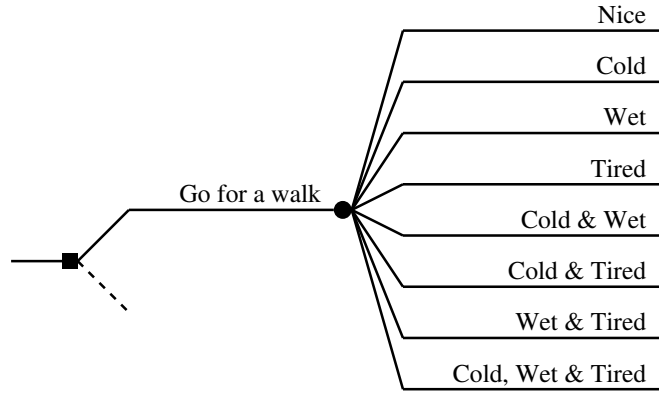 Nice
Cold
Wet
Tired
Go for a walk
Cold & Wet
Cold & Tired
Wet & Tired
Cold, Wet & Tired